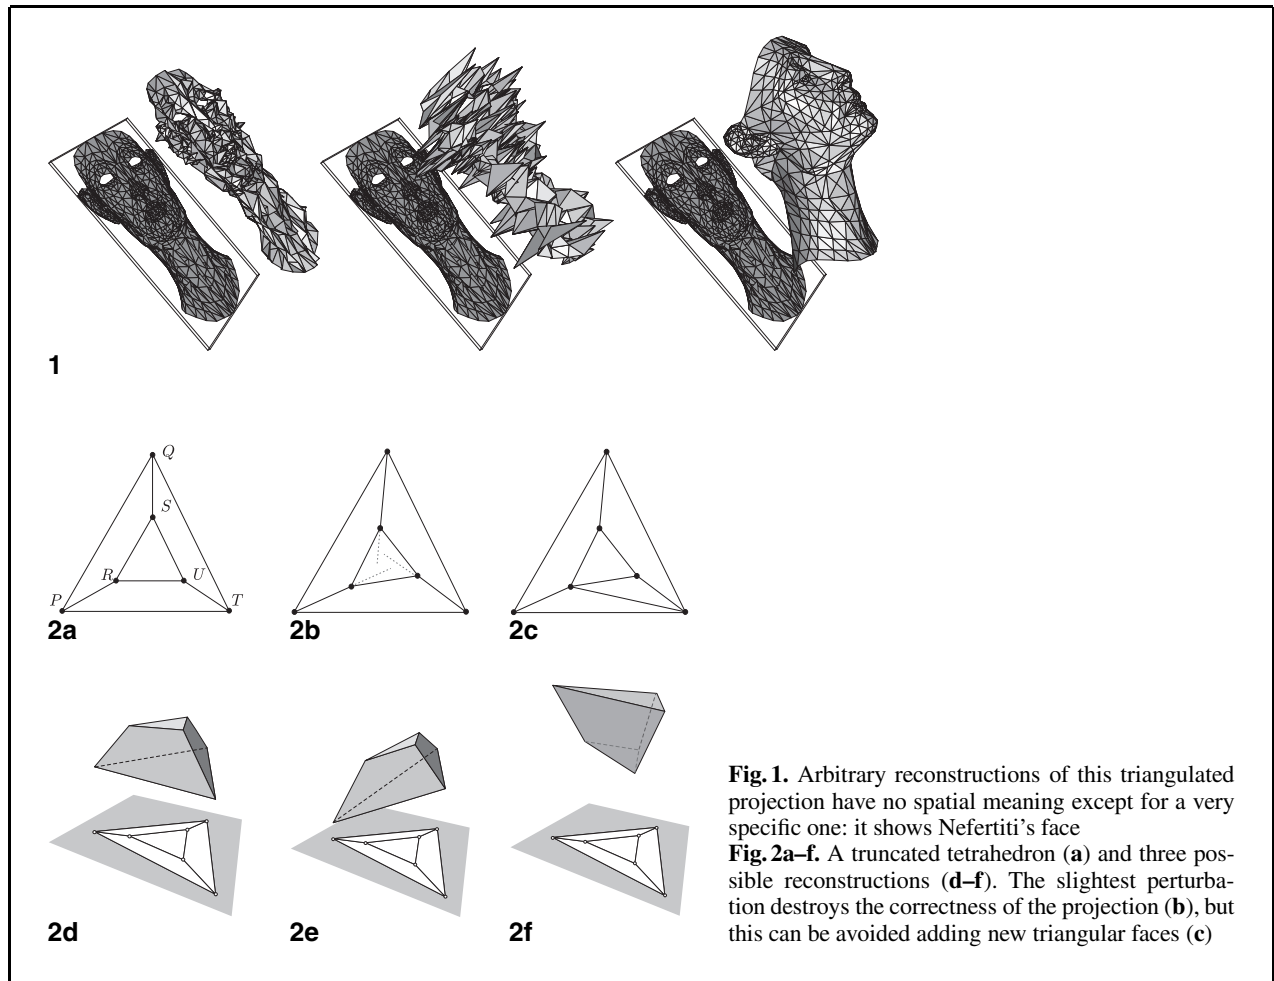 1
Q
S
R
U
P
T
2a
2b
2c
2d
2e
2f
Fig. 1. Arbitrary reconstructions of this triangulated
projection have no spatial meaning except for a very
specific one: it shows Nefertiti's face
Fig. 2a–f. A truncated tetrahedron (a) and three pos-
sible reconstructions (d–f). The slightest perturba-
tion destroys the correctness of the projection (b), but
this can be avoided adding new triangular faces (c)